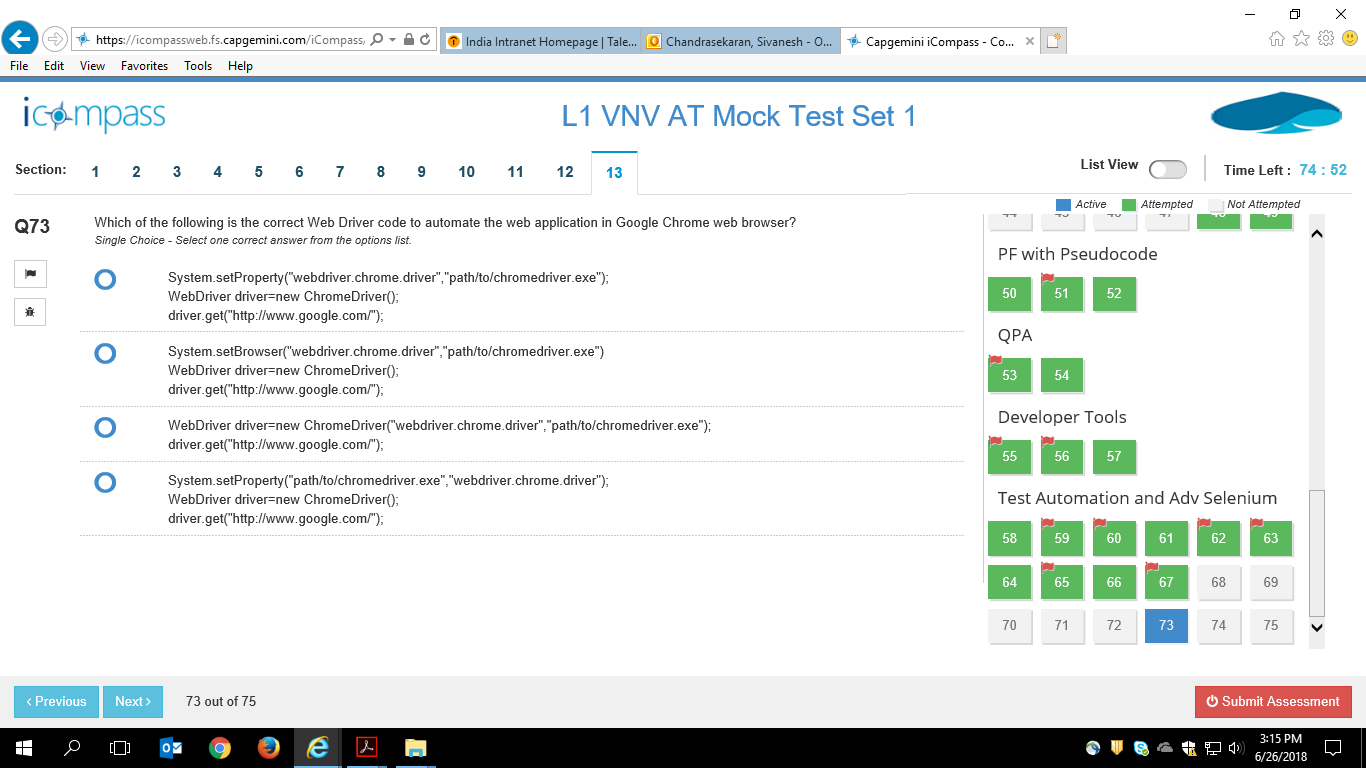 https://icompassweb.fs.capgemini.com/iCompass,
India Intranet Homepage | Tale...
Chandrasekaran, Sivanesh - O...
Capgemini iCompass - Co...
File Edit View Favorites Tools Help
icompass
L1 VNV AT Mock Test Set 1
Section: 1 2 3 4 5 6 7 8 9 10 11 12 13
List View
Time Left : 74 : 52
Active Attempted Not Attempted
Q73
Which of the following is the correct Web Driver code to automate the web application in Google Chrome web browser?
Single Choice - Select one correct answer from the options list.
System.setProperty("webdriver.chrome.driver","path/to/chromedriver.exe");
WebDriver driver=new ChromeDriver();
driver.get("http://www.google.com/");
System.setBrowser("webdriver.chrome.driver","path/to/chromedriver.exe")
WebDriver driver=new ChromeDriver();
driver.get("http://www.google.com/");
WebDriver driver=new ChromeDriver("webdriver.chrome.driver","path/to/chromedriver.exe");
driver.get("http://www.google.com/");
System.setProperty("path/to/chromedriver.exe","webdriver.chrome.driver");
WebDriver driver=new ChromeDriver();
driver.get("http://www.google.com/");
PF with Pseudocode
50 51 52
QPA
53 54
Developer Tools
55 56 57
Test Automation and Adv Selenium
58 59 60 61 62 63
64 65 66 67 68 69
70 71 72 73 74 75
‹ Previous
Next ›
73 out of 75
Submit Assessment
3:15 PM
6/26/2018